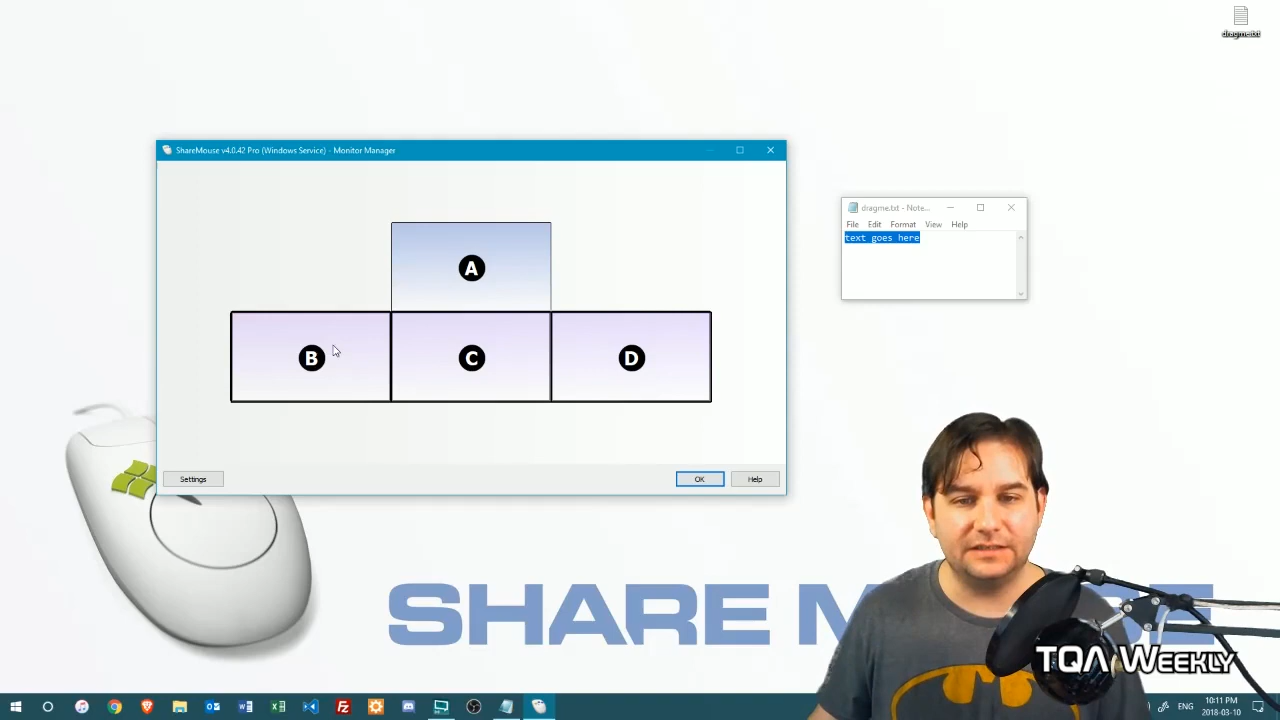 dragme.txt
ShareMouse v4.0.42 Pro (Windows Service) - Monitor Manager
A
B
C
D
Settings
OK
Help
dragme.txt - Note...
File Edit Format View Help
text goes here
SHARE M
SE
TQA WEEKLY
ENG
10:11 PM
2018-03-10